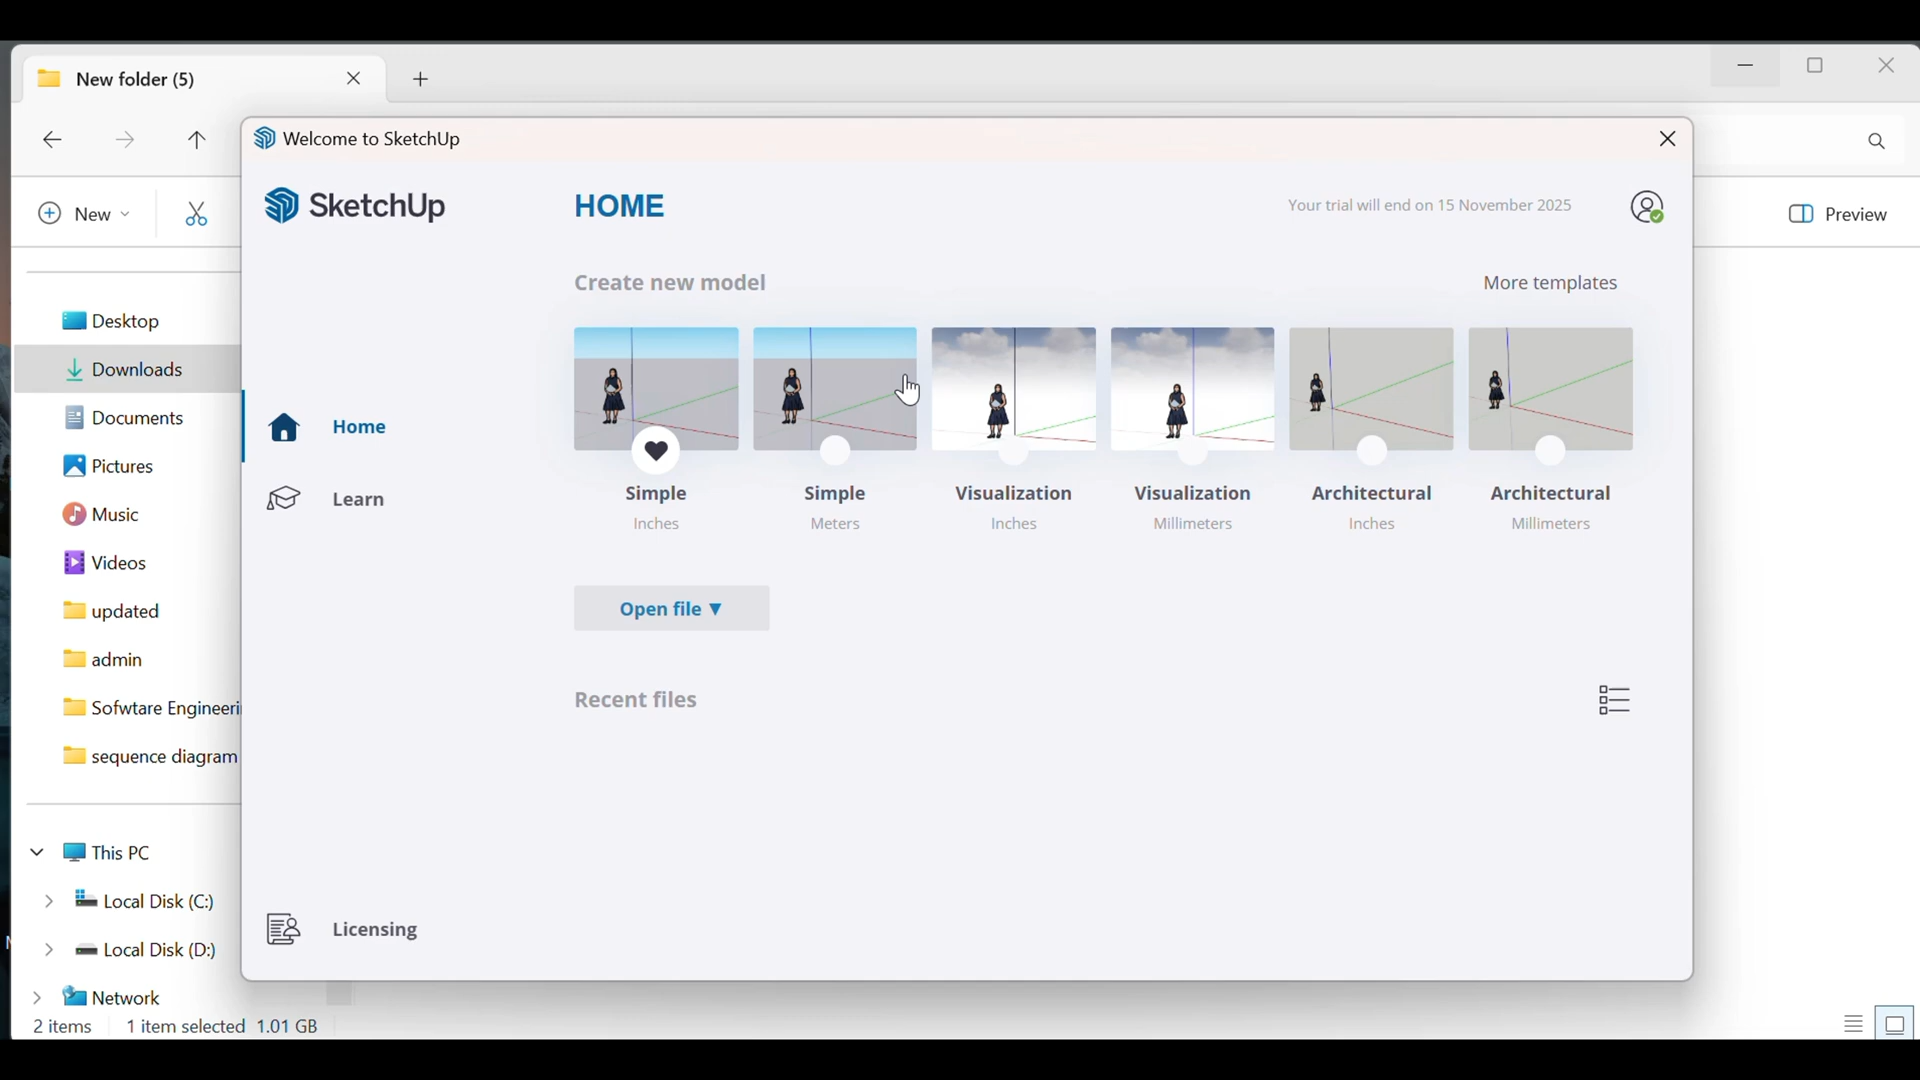 New folder (5)
Welcome to SketchUp
New
Preview
SketchUp
HOME
Your trial will end on 15 November 2025
Create new model
More templates
Desktop
Downloads
Documents
Pictures
Music
Videos
updated
admin
Sofwtare Engineeri
sequence diagram
This PC
Local Disk (C:)
Local Disk (D:)
Network
2 items 1 item selected 1.01 GB
Home
Learn
Licensing
Simple Simple Visualization Visualization Architectural Architectural
Inches Meters Inches Millimeters Inches Millimeters
Open file
Recent files